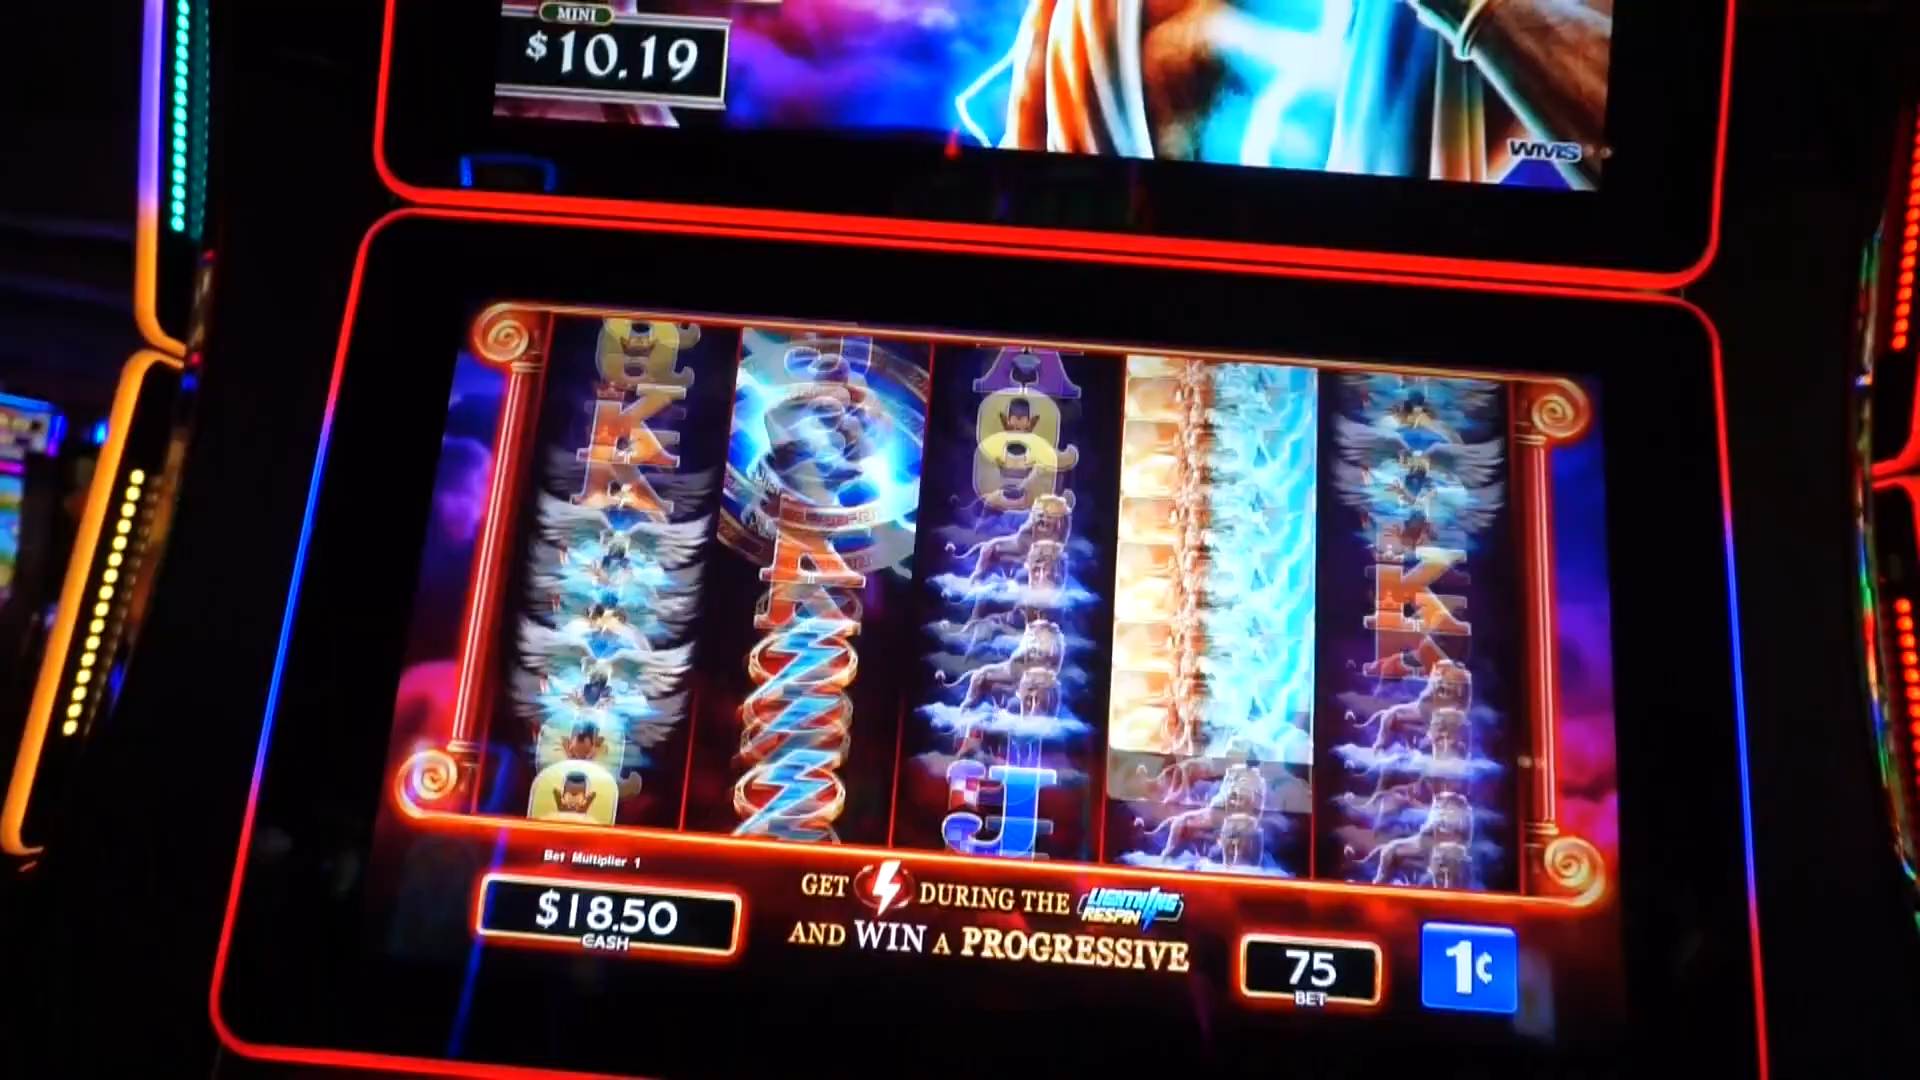 MINI
$10.19
WMS
A
K
K
K
J
Bet Multiplier 1
$18.50
CASH
GET DURING THE LIGHTNING RESPIN
AND WIN A PROGRESSIVE
75
BET
1¢